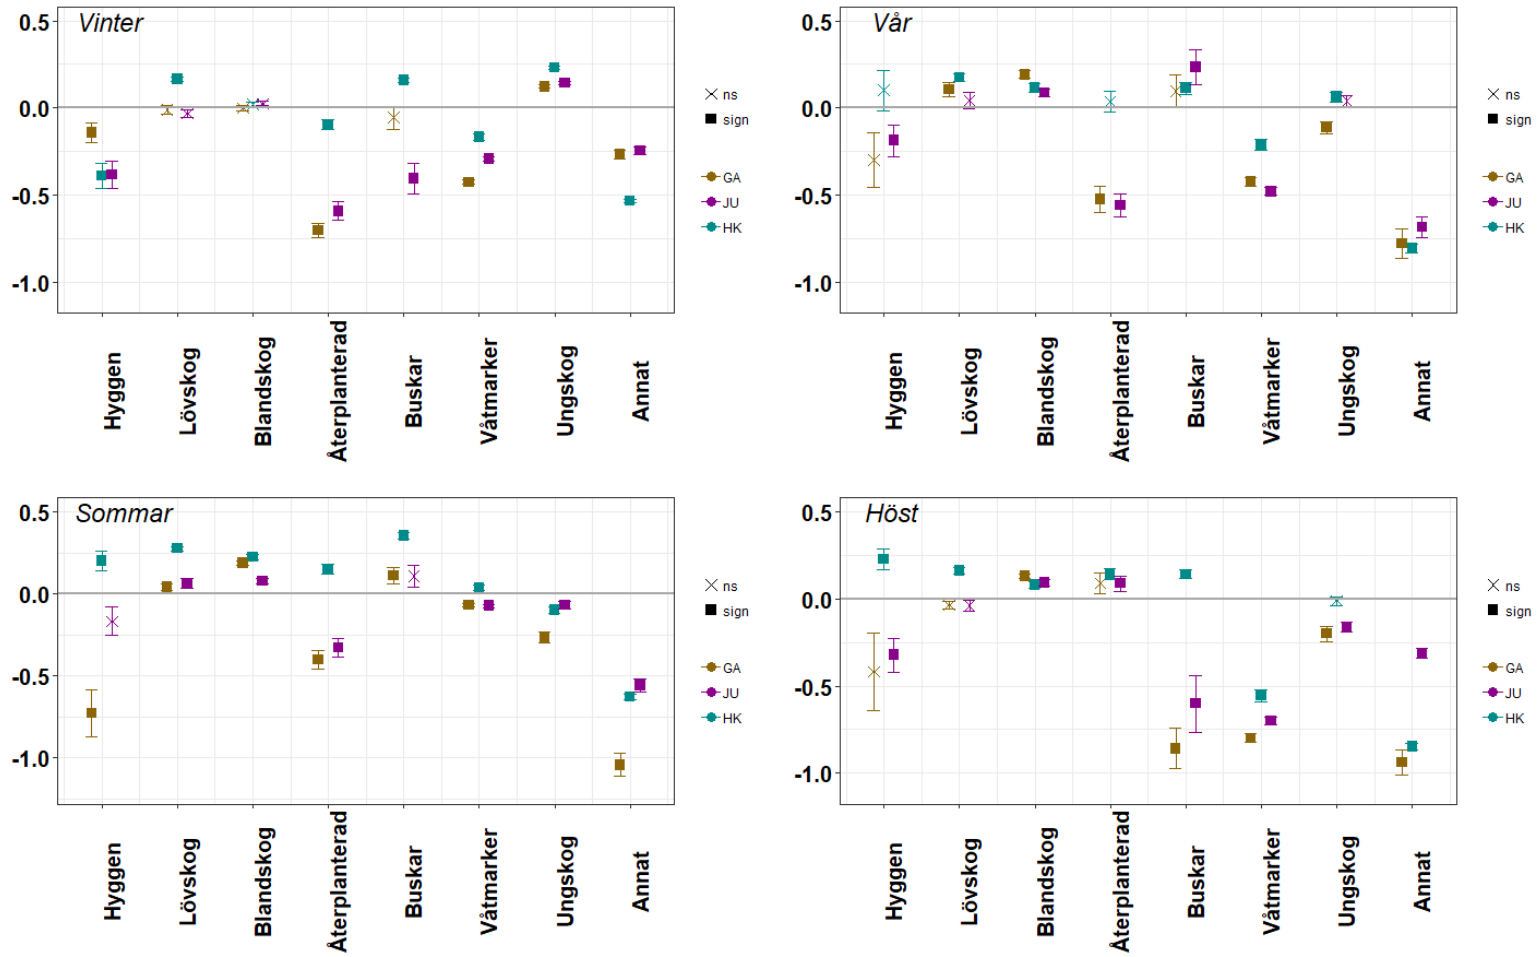 Vinter
0.5
0.0
-0.5
-1.0
Hyggen
Lövskog
Blandskog
Återplanterad
Buskar
Våtmarker
Ungskog
Annat
ns
sign
GA
JU
HK
Vår
0.5
0.0
-0.5
-1.0
Hyggen
Lövskog
Blandskog
Återplanterad
Buskar
Våtmarker
Ungskog
Annat
ns
sign
GA
JU
HK
Sommar
0.5
0.0
-0.5
-1.0
Hyggen
Lövskog
Blandskog
Återplanterad
Buskar
Våtmarker
Ungskog
Annat
ns
sign
GA
JU
HK
Höst
0.5
0.0
-0.5
-1.0
Hyggen
Lövskog
Blandskog
Återplanterad
Buskar
Våtmarker
Ungskog
Annat
ns
sign
GA
JU
HK